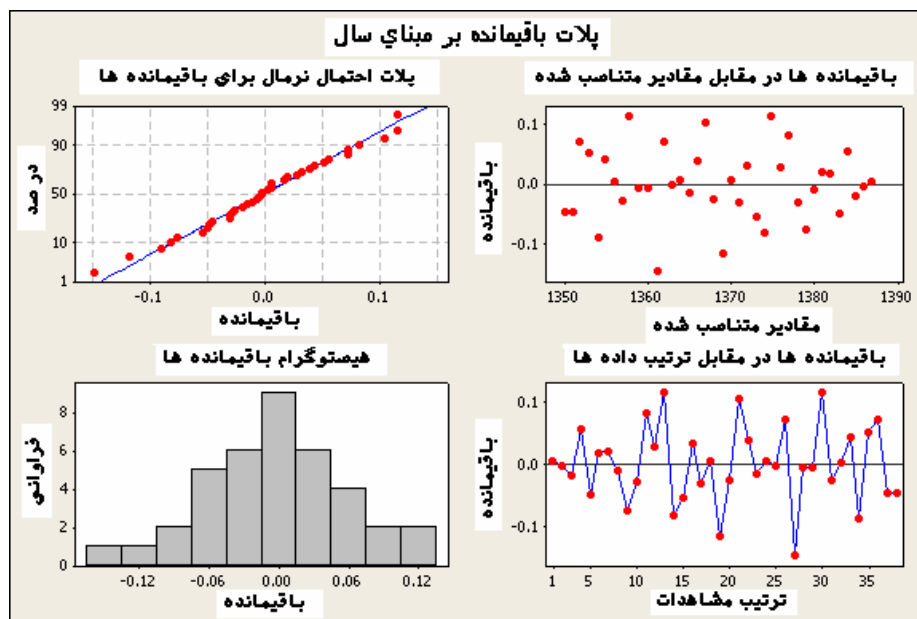 پلات باقیمانده بر مبنای سال
پلات احتمال نرمال برای باقیمانده ها
99
90
50
10
1
در صد
-0.1
0.0
0.1
باقیمانده
باقیمانده ها در مقابل مقادیر متناصب شده
0.1
0.0
-0.1
باقیمانده
1350
1360
1370
1380
1390
مقادیر متناصب شده
هیستوگرام باقیمانده ها
8
6
4
2
0
فراوانی
-0.12
-0.06
0.00
0.06
0.12
باقیمانده
باقیمانده ها در مقابل ترتیب داده ها
0.1
0.0
-0.1
باقیمانده
1
5
10
15
20
25
30
35
ترتیب مشاهدات